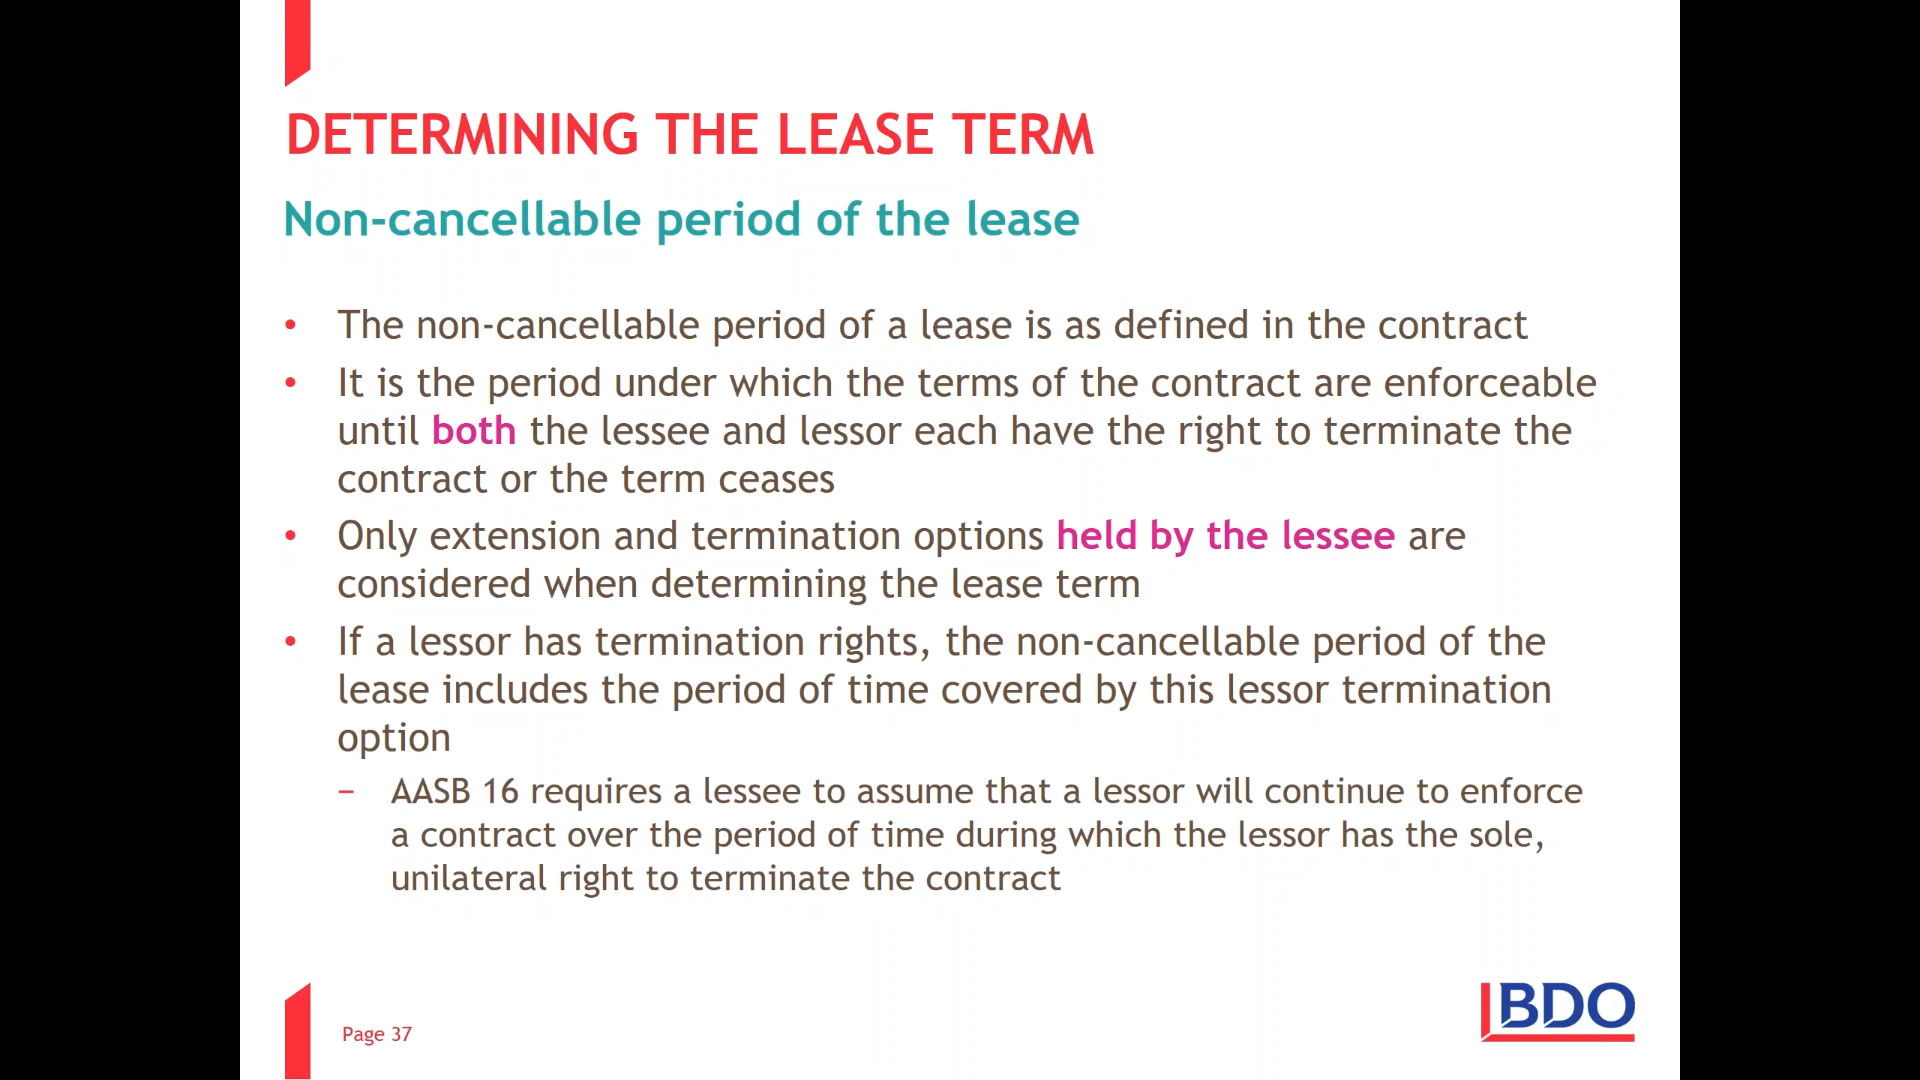 DETERMINING THE LEASE TERM
Non-cancellable period of the lease
• The non-cancellable period of a lease is as defined in the contract
• It is the period under which the terms of the contract are enforceable
until both the lessee and lessor each have the right to terminate the
contract or the term ceases
• Only extension and termination options held by the lessee are
considered when determining the lease term
• If a lessor has termination rights, the non-cancellable period of the
lease includes the period of time covered by this lessor termination
option
– AASB 16 requires a lessee to assume that a lessor will continue to enforce
a contract over the period of time during which the lessor has the sole,
unilateral right to terminate the contract
Page 37
BDO